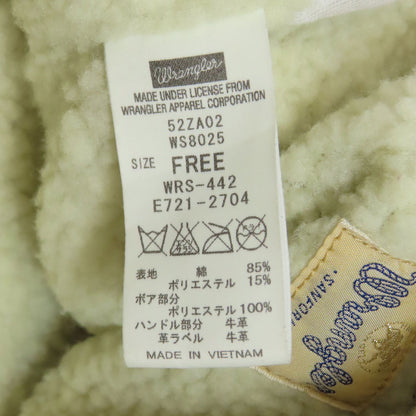 Wrangler
MADE UNDER LICENSE FROM
WRANGLER APPAREL CORPORATION
52ZA02
WS8025
SIZE FREE
WRS-442
E721-2704
表地 綿 85%
ポリエステル 15%
ボア部分
ポリエステル 100%
ハンドル部分 牛革
革ラベル 牛革
MADE IN VIETNAM
Wrangler
SANFOR